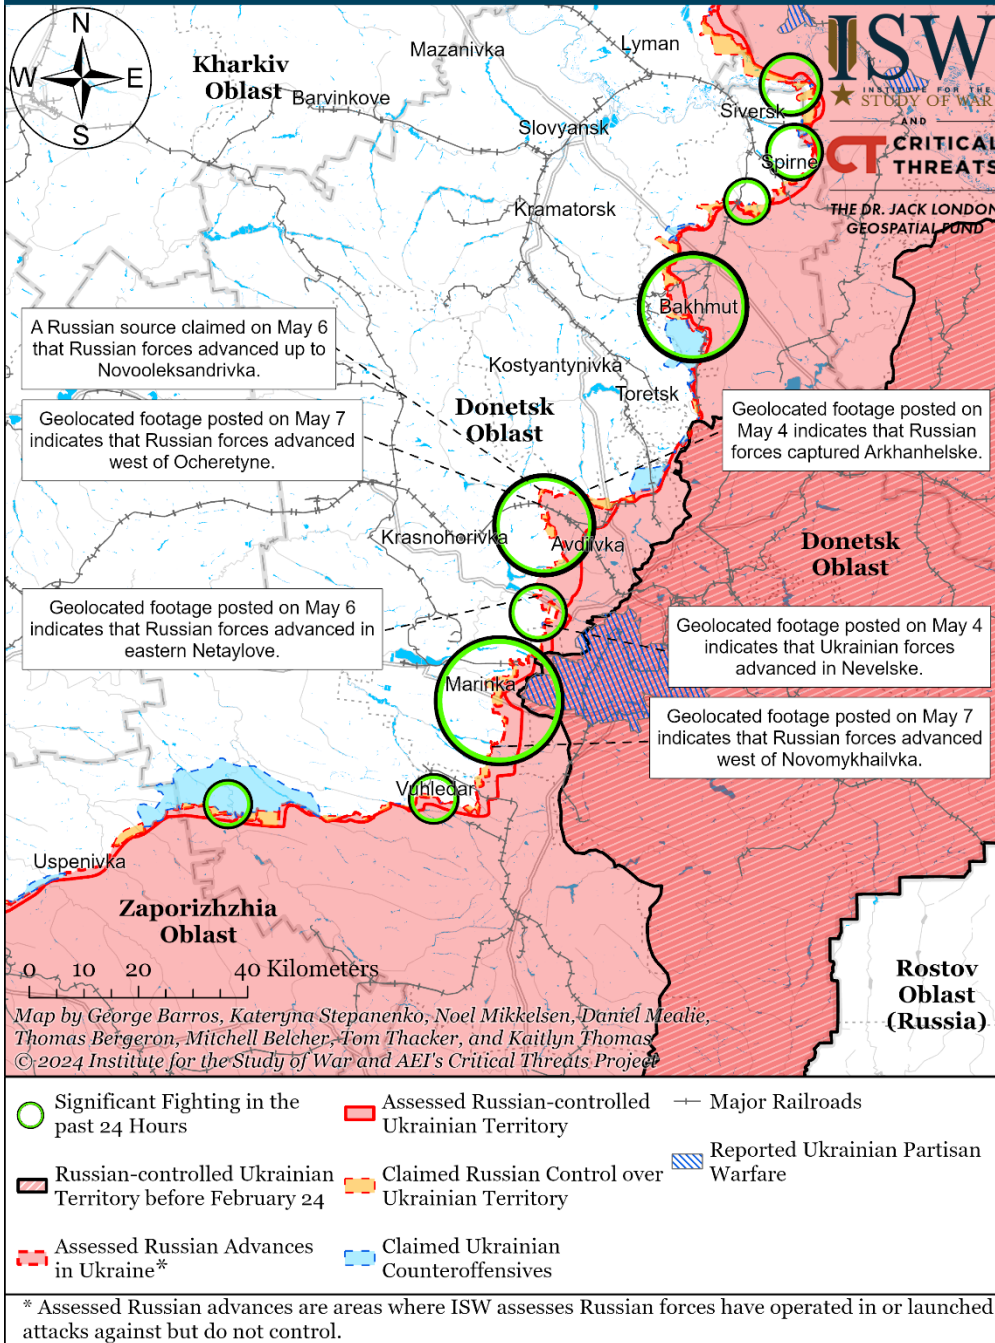 N
W
E
S
Kharkiv
Oblast
Mazanivka
Lyman
Barvinkove
Slovyansk
Siversk
Spirne
Kramatorsk
ISW
INSTITUTE FOR THE
STUDY OF WAR
AND
CT CRITICAL
THREATS
THE DR. JACK LONDON
GEOSPATIAL FUND
Bakhmut
A Russian source claimed on May 6
that Russian forces advanced up to
Novooleksandrivka.
Kostyantynivka
Toretsk
Donetsk
Oblast
Geolocated footage posted on May 7
indicates that Russian forces advanced
west of Ocheretyne.
Geolocated footage posted on
May 4 indicates that Russian
forces captured Arkhanhelske.
Krasnohorivka
Avdiivka
Donetsk
Oblast
Geolocated footage posted on May 6
indicates that Russian forces advanced in
eastern Netaylove.
Geolocated footage posted on May 4
indicates that Ukrainian forces
advanced in Nevelske.
Marinka
Geolocated footage posted on May 7
indicates that Russian forces advanced
west of Novomykhailvka.
Vuhledar
Uspenivka
Zaporizhzhia
Oblast
0 10 20 40 Kilometers
Rostov
Oblast
(Russia)
Map by George Barros, Kateryna Stepanenko, Noel Mikkelsen, Daniel Mealie,
Thomas Bergeron, Mitchell Belcher, Tom Thacker, and Kaitlyn Thomas
© 2024 Institute for the Study of War and AEI's Critical Threats Project
Significant Fighting in the
past 24 Hours
Russian-controlled Ukrainian
Territory before February 24
Assessed Russian Advances
in Ukraine*
Assessed Russian-controlled
Ukrainian Territory
Claimed Russian Control over
Ukrainian Territory
Claimed Ukrainian
Counteroffensives
Major Railroads
Reported Ukrainian Partisan
Warfare
* Assessed Russian advances are areas where ISW assesses Russian forces have operated in or launched
attacks against but do not control.